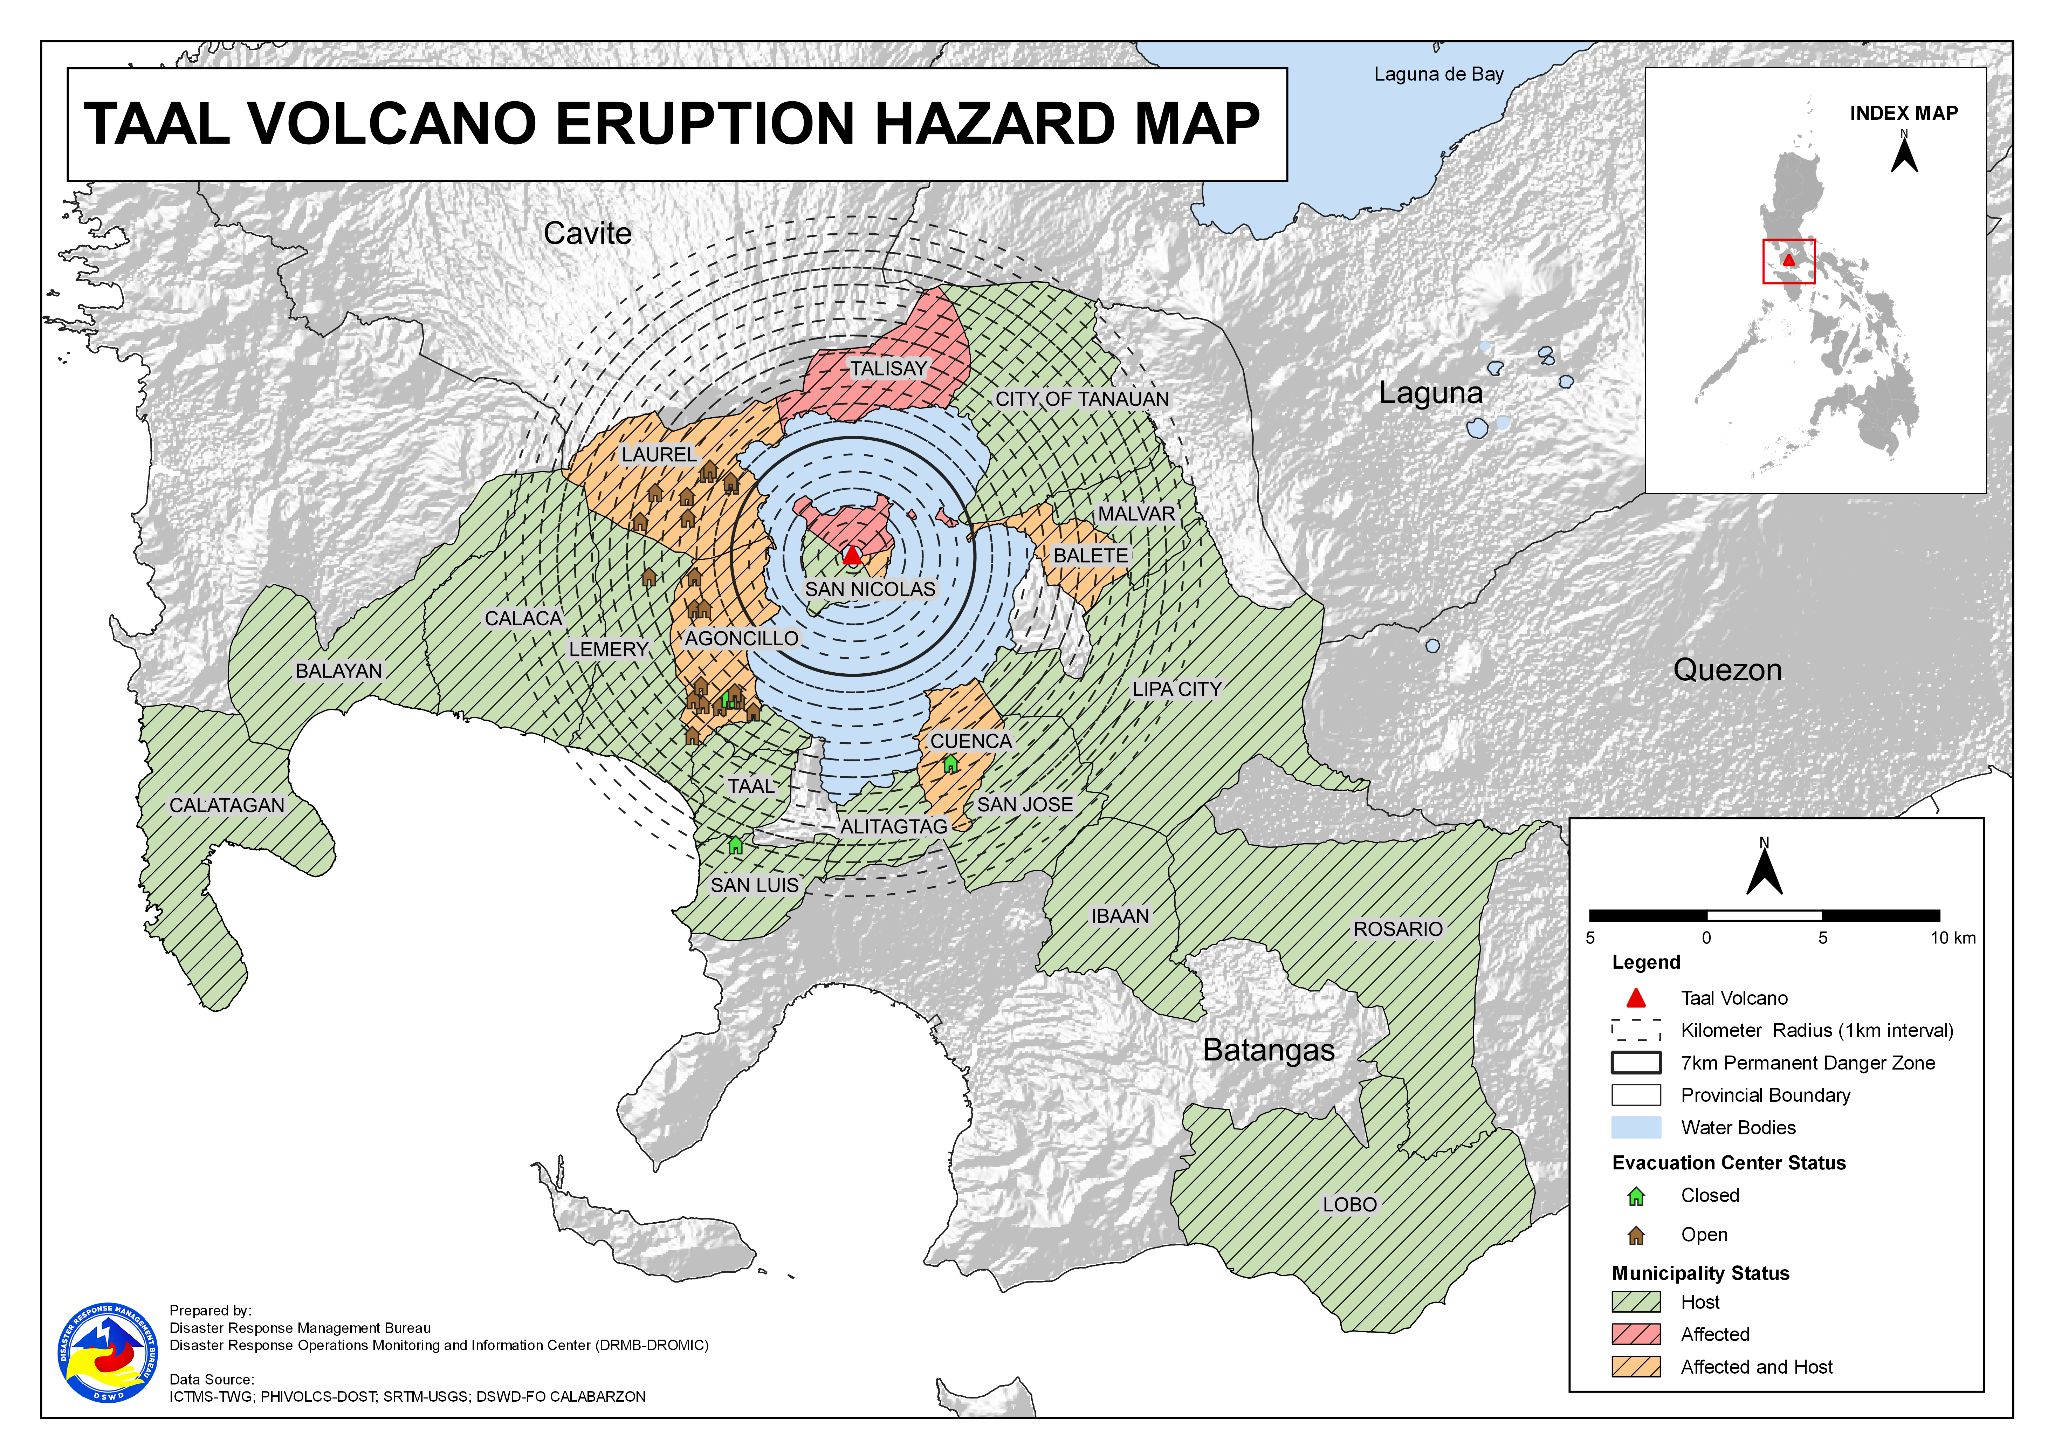 TAAL VOLCANO ERUPTION HAZARD MAP
Laguna de Bay
INDEX MAP
N
Cavite
Laguna
Quezon
Batangas
TALISAY
CITY OF TANAUAN
LAUREL
MALVAR
BALETE
SAN NICOLAS
CALACA
LEMERY
AGONCILLO
BALAYAN
LIPA CITY
CUENCA
TAAL
SAN JOSE
CALATAGAN
ALITAGTAG
SAN LUIS
IBAAN
ROSARIO
LOBO
N
5 0 5 10 km
Legend
Taal Volcano
Kilometer Radius (1km interval)
7km Permanent Danger Zone
Provincial Boundary
Water Bodies
Evacuation Center Status
Closed
Open
Municipality Status
Host
Affected
Affected and Host
DISASTER RESPONSE MANAGEMENT BUREAU
DSWD
Prepared by:
Disaster Response Management Bureau
Disaster Response Operations Monitoring and Information Center (DRMB-DROMIC)
Data Source:
ICTMS-TWG; PHIVOLCS-DOST; SRTM-USGS; DSWD-FO CALABARZON